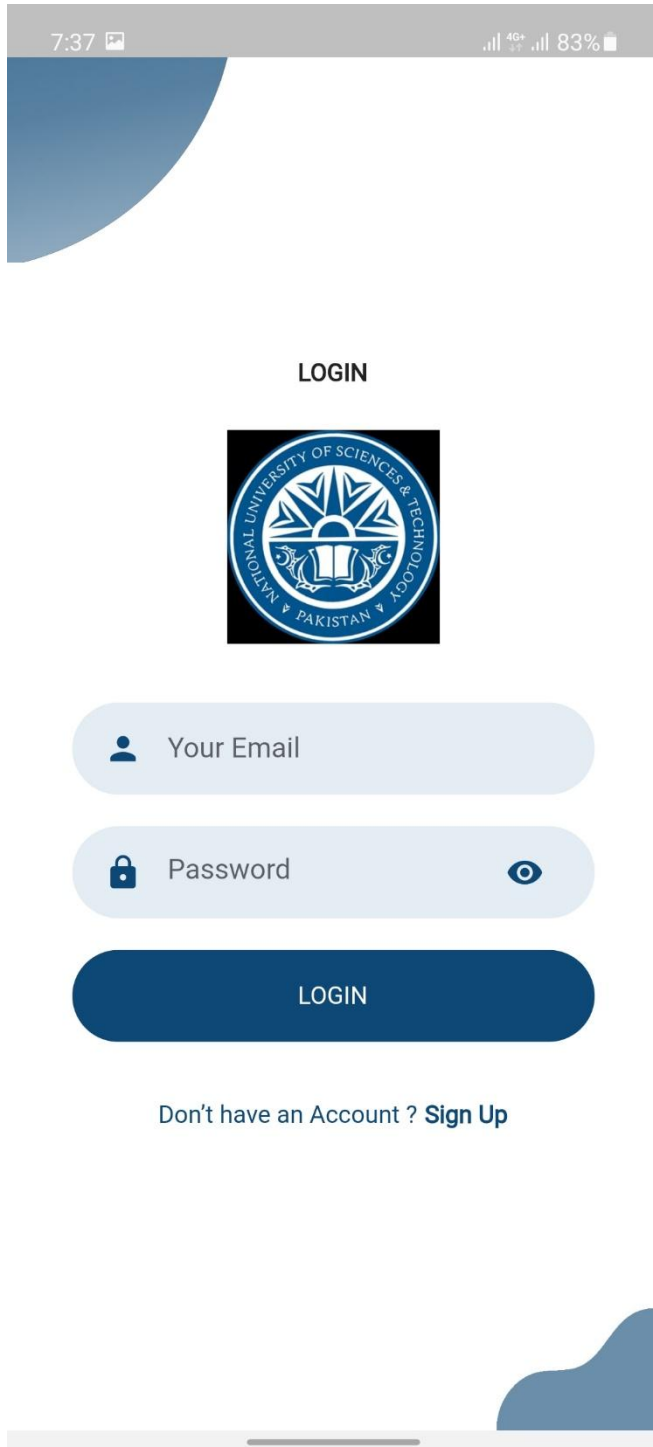 7:37
4G+ 83%
LOGIN
NATIONAL UNIVERSITY OF SCIENCES & TECHNOLOGY
PAKISTAN
Your Email
Password
LOGIN
Don’t have an Account ? Sign Up